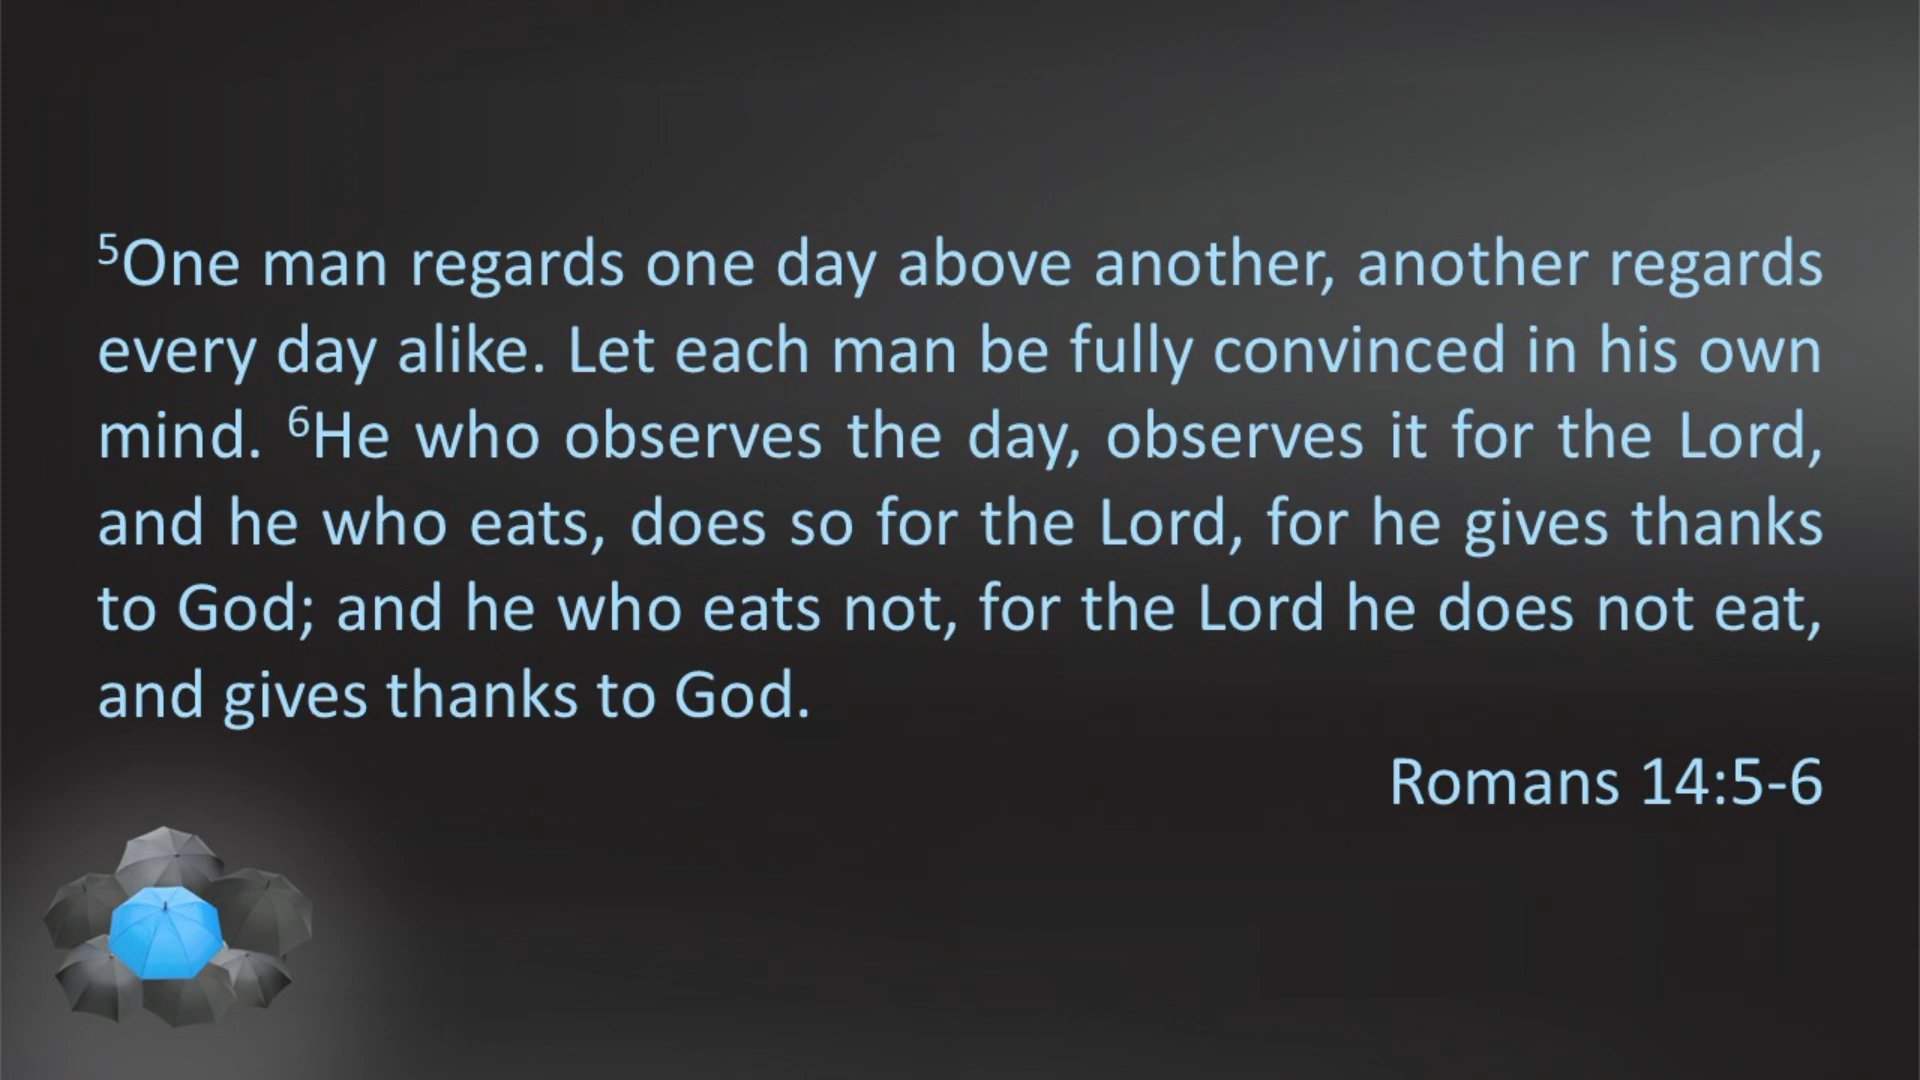 ⁵One man regards one day above another, another regards
every day alike. Let each man be fully convinced in his own
mind. ⁶He who observes the day, observes it for the Lord,
and he who eats, does so for the Lord, for he gives thanks
to God; and he who eats not, for the Lord he does not eat,
and gives thanks to God.
Romans 14:5-6